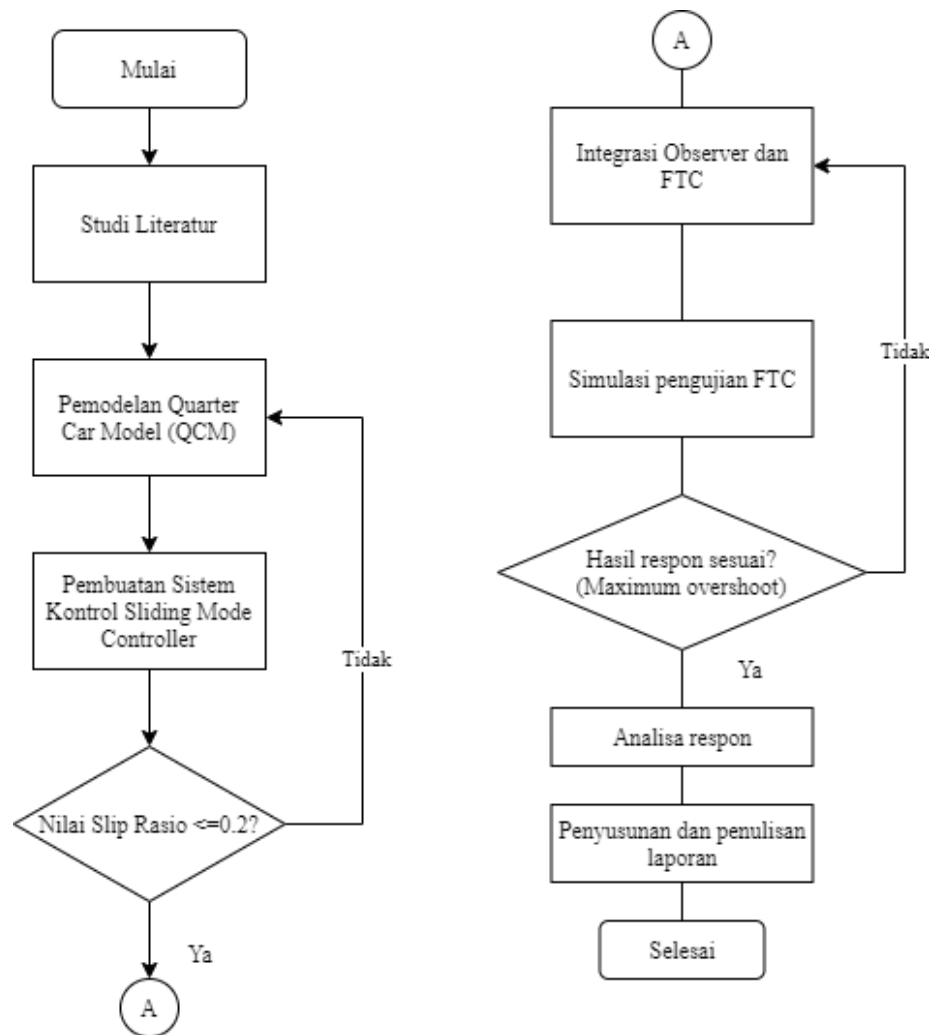 Mulai
Studi Literatur
Pemodelan Quarter
Car Model (QCM)
Pembuatan Sistem
Kontrol Sliding Mode
Controller
Tidak
Nilai Slip Rasio <=0.2?
Ya
A
A
Integrasi Observer dan
FTC
Tidak
Simulasi pengujian FTC
Hasil respon sesuai?
(Maximum overshoot)
Ya
Analisa respon
Penyusunan dan penulisan
laporan
Selesai